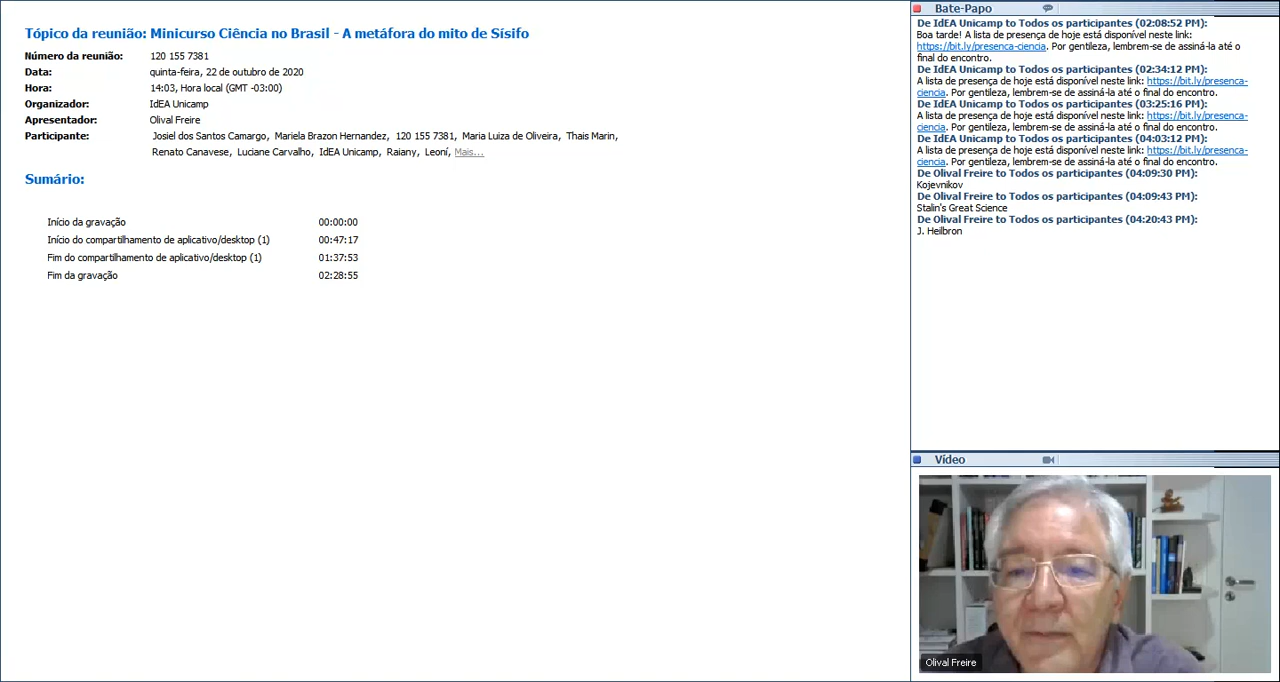 Tópico da reunião: Minicurso Ciência no Brasil - A metáfora do mito de Sísifo
Número da reunião: 120 155 7381
Data: quinta-feira, 22 de outubro de 2020
Hora: 14:03, Hora local (GMT -03:00)
Organizador: IdEA Unicamp
Apresentador: Olival Freire
Participante: Josiel dos Santos Camargo, Mariela Brazon Hernandez, 120 155 7381, Maria Luiza de Oliveira, Thais Marin,
Renato Canavese, Luciane Carvalho, IdEA Unicamp, Raiany, Leoní, Mais...
Sumário:
Início da gravação 00:00:00
Início do compartilhamento de aplicativo/desktop (1) 00:47:17
Fim do compartilhamento de aplicativo/desktop (1) 01:37:53
Fim da gravação 02:28:55
Bate-Papo
De IdEA Unicamp to Todos os participantes (02:08:52 PM):
Boa tarde! A lista de presença de hoje está disponível neste link:
https://bit.ly/presenca-ciencia. Por gentileza, lembrem-se de assiná-la até o
final do encontro.
De IdEA Unicamp to Todos os participantes (02:34:12 PM):
A lista de presença de hoje está disponível neste link: https://bit.ly/presenca-
ciencia. Por gentileza, lembrem-se de assiná-la até o final do encontro.
De IdEA Unicamp to Todos os participantes (03:25:16 PM):
A lista de presença de hoje está disponível neste link: https://bit.ly/presenca-
ciencia. Por gentileza, lembrem-se de assiná-la até o final do encontro.
De IdEA Unicamp to Todos os participantes (04:03:12 PM):
A lista de presença de hoje está disponível neste link: https://bit.ly/presenca-
ciencia. Por gentileza, lembrem-se de assiná-la até o final do encontro.
De Olival Freire to Todos os participantes (04:09:30 PM):
Kojevnikov
De Olival Freire to Todos os participantes (04:09:43 PM):
Stalin's Great Science
De Olival Freire to Todos os participantes (04:20:43 PM):
J. Heilbron
Vídeo
Olival Freire